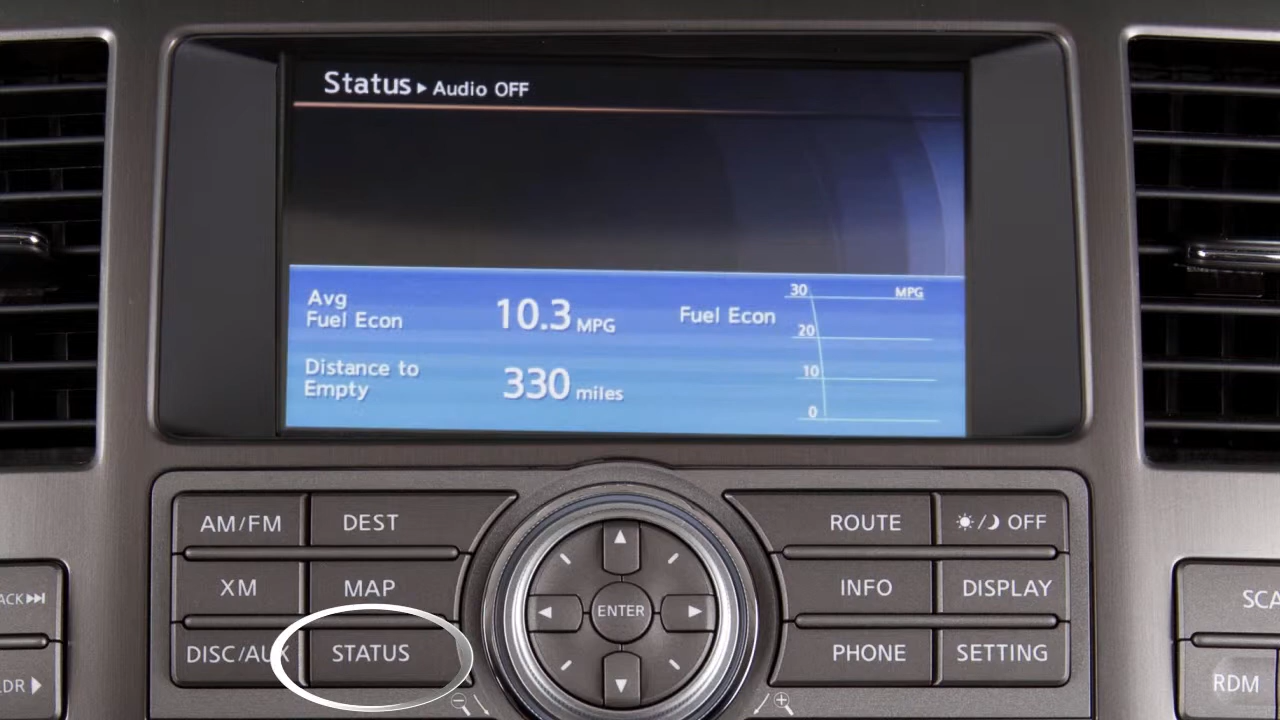 Status ▸ Audio OFF
Avg
Fuel Econ
10.3 MPG
Distance to
Empty
330 miles
Fuel Econ
30
MPG
20
10
0
AM/FM
DEST
ROUTE
OFF
XM
MAP
INFO
DISPLAY
DISC/AUX
STATUS
ENTER
PHONE
SETTING
RDM